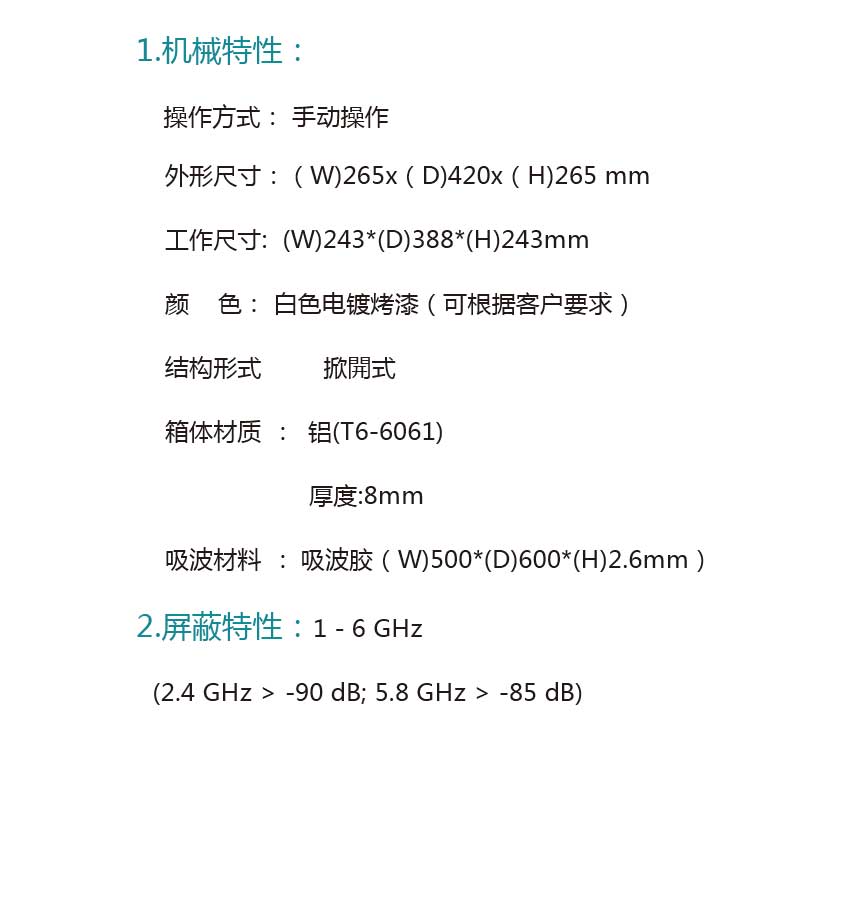 1.机械特性：
操作方式： 手动操作
外形尺寸：（W)265x（D)420x（H)265 mm
工作尺寸:  (W)243*(D)388*(H)243mm
颜    色： 白色电镀烤漆（可根据客户要求）
结构形式        掀開式
箱体材质 ： 铝(T6-6061)
厚度:8mm
吸波材料 ： 吸波胶（W)500*(D)600*(H)2.6mm）
2.屏蔽特性：1 - 6 GHz
(2.4 GHz > -90 dB; 5.8 GHz > -85 dB)